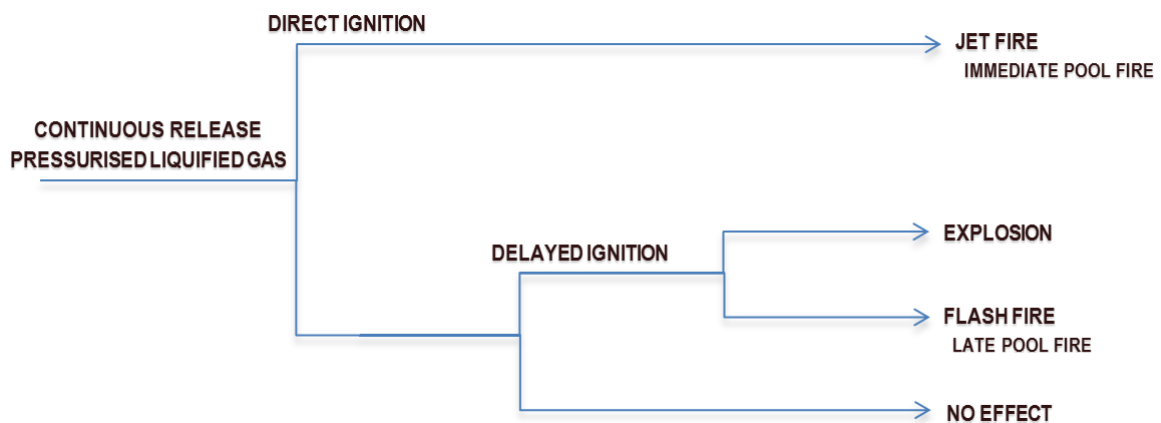 DIRECT IGNITION
JET FIRE
IMMEDIATE POOL FIRE
CONTINUOUS RELEASE
PRESSURISED LIQUIFIED GAS
EXPLOSION
DELAYED IGNITION
FLASH FIRE
LATE POOL FIRE
NO EFFECT